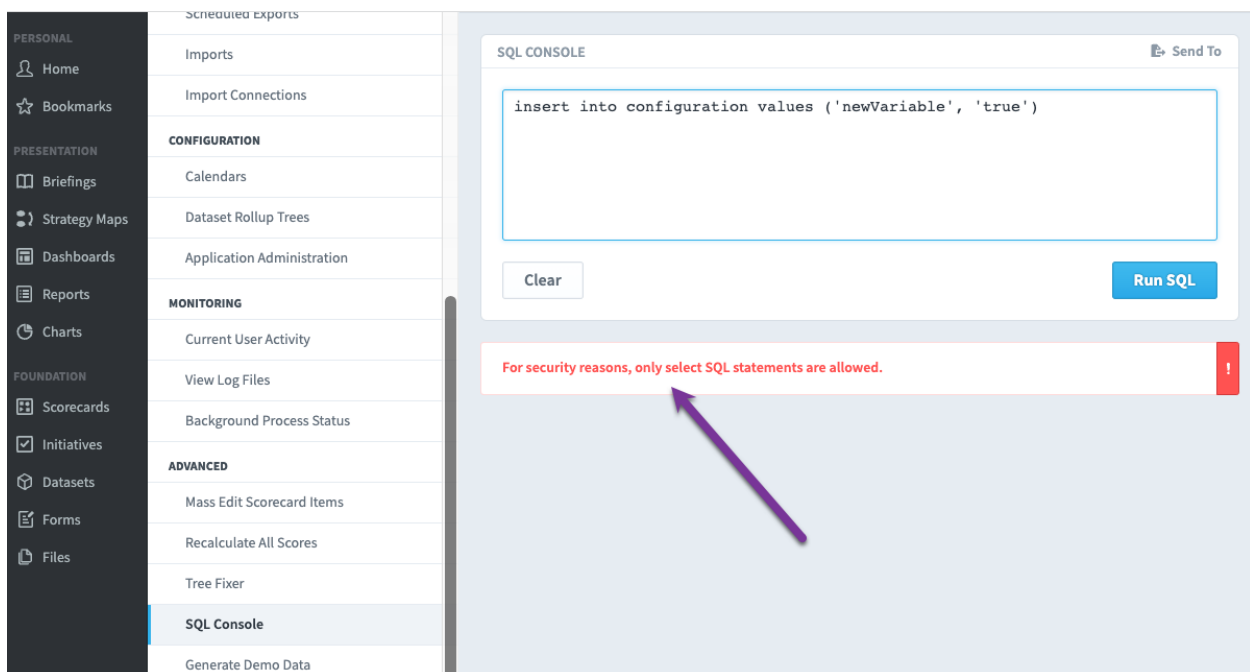 PERSONAL
Home
Bookmarks
PRESENTATION
Briefings
Strategy Maps
Dashboards
Reports
Charts
FOUNDATION
Scorecards
Initiatives
Datasets
Forms
Files
Scheduled Exports
Imports
Import Connections
CONFIGURATION
Calendars
Dataset Rollup Trees
Application Administration
MONITORING
Current User Activity
View Log Files
Background Process Status
ADVANCED
Mass Edit Scorecard Items
Recalculate All Scores
Tree Fixer
SQL Console
Generate Demo Data
SQL CONSOLE
Send To
insert into configuration values ('newVariable', 'true')
Clear
Run SQL
For security reasons, only select SQL statements are allowed.
!